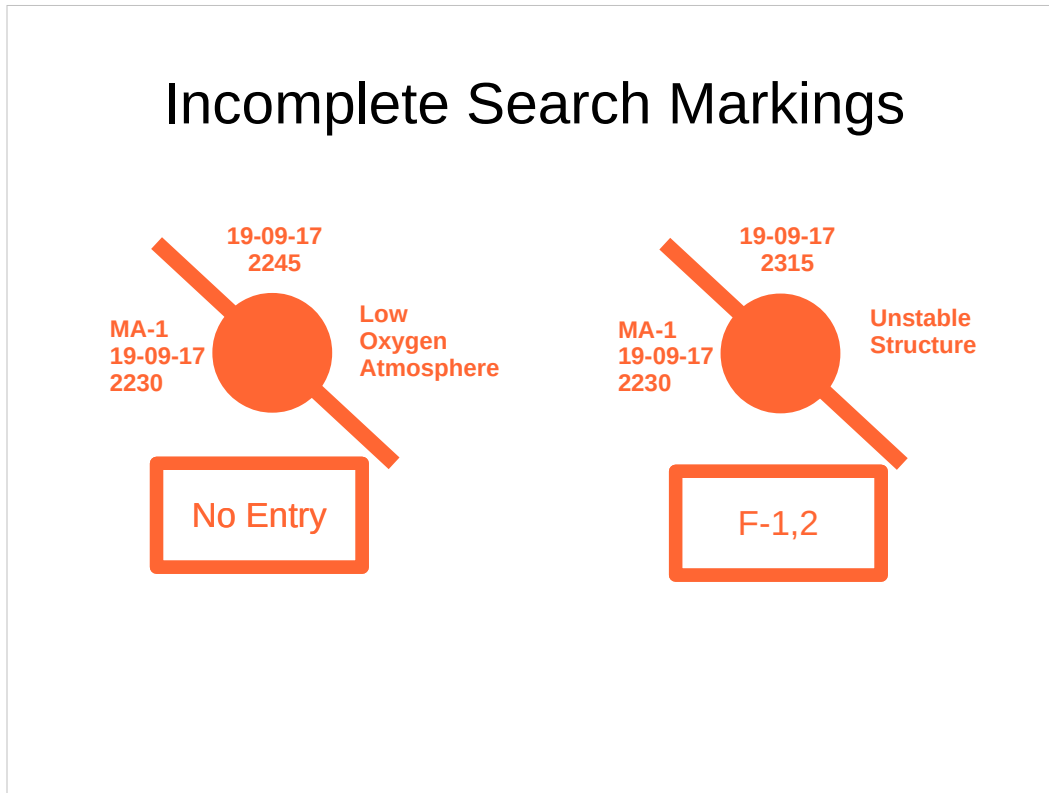 Incomplete Search Markings
19-09-17
2245
MA-1
19-09-17
2230
Low
Oxygen
Atmosphere
No Entry
19-09-17
2315
MA-1
19-09-17
2230
Unstable
Structure
F-1,2